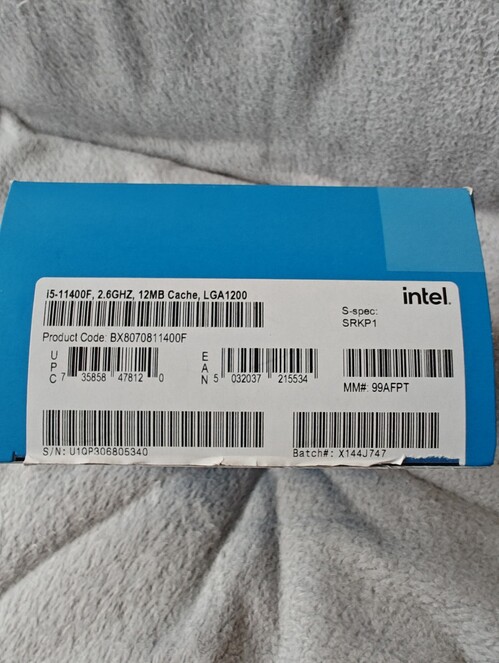 i5-11400F, 2.6GHZ, 12MB Cache, LGA1200
intel.
S-spec:
SRKP1
Product Code: BX8070811400F
UPC 7 35858 47812 0
EAN 5 032037 215534
MM#: 99AFPT
S/N: U1QP306805340
Batch#: X144J747